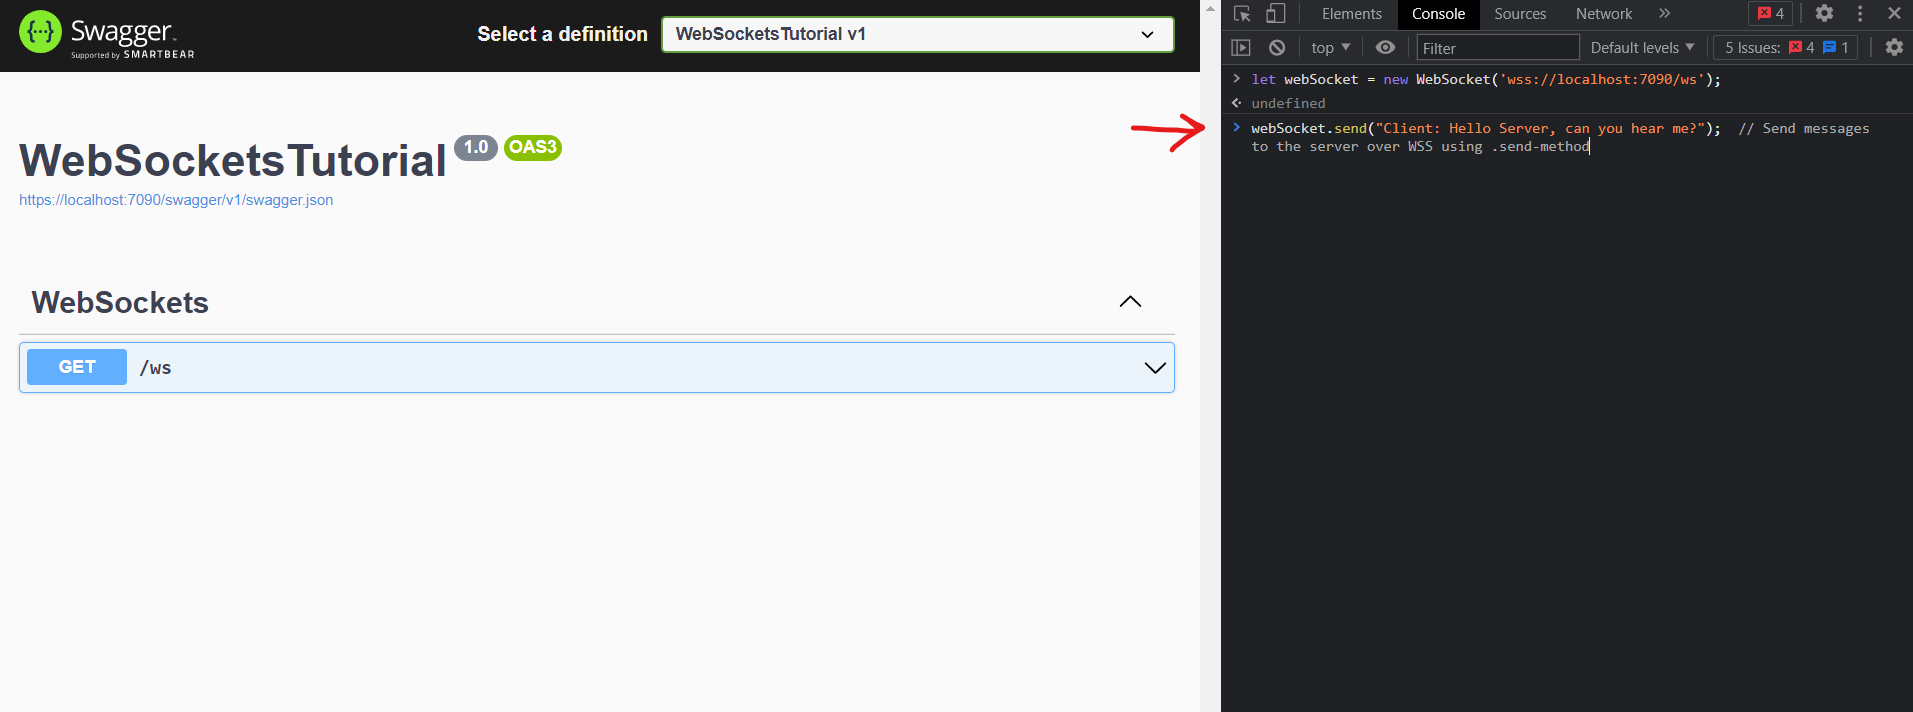 Swagger
Supported by SMARTBEAR
Select a definition
WebSocketsTutorial v1
WebSocketsTutorial 1.0 OAS3
https://localhost:7090/swagger/v1/swagger.json
WebSockets
GET /ws
Elements Console Sources Network 4
top Filter Default levels 5 Issues: 4 1
let webSocket = new WebSocket('wss://localhost:7090/ws');
undefined
webSocket.send("Client: Hello Server, can you hear me?");  // Send messages
to the server over WSS using .send-method